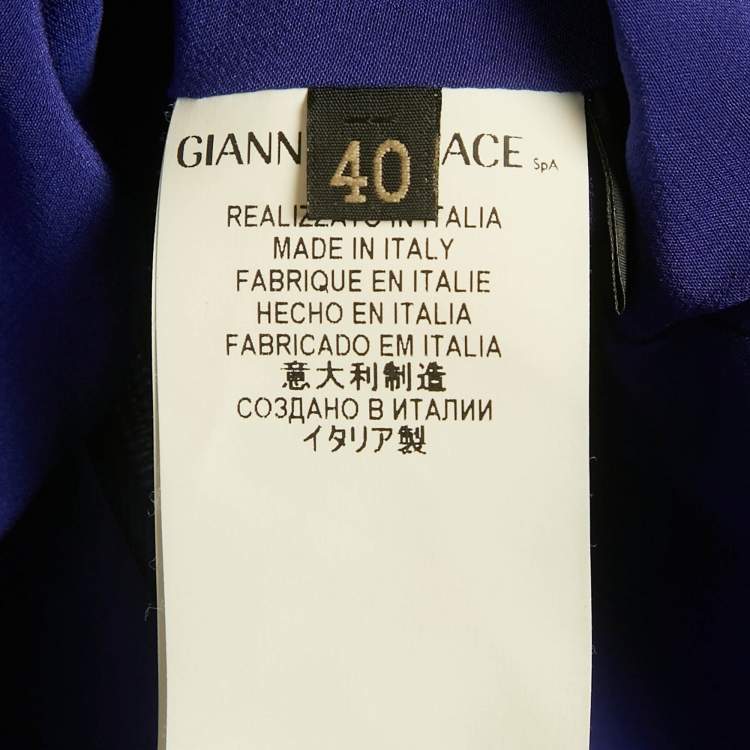 GIANN ACE SpA
40
REALIZZATO IN ITALIA
MADE IN ITALY
FABRIQUE EN ITALIE
HECHO EN ITALIA
FABRICADO EM ITALIA
意大利制造
СОЗДАНО В ИТАЛИИ
イタリア製